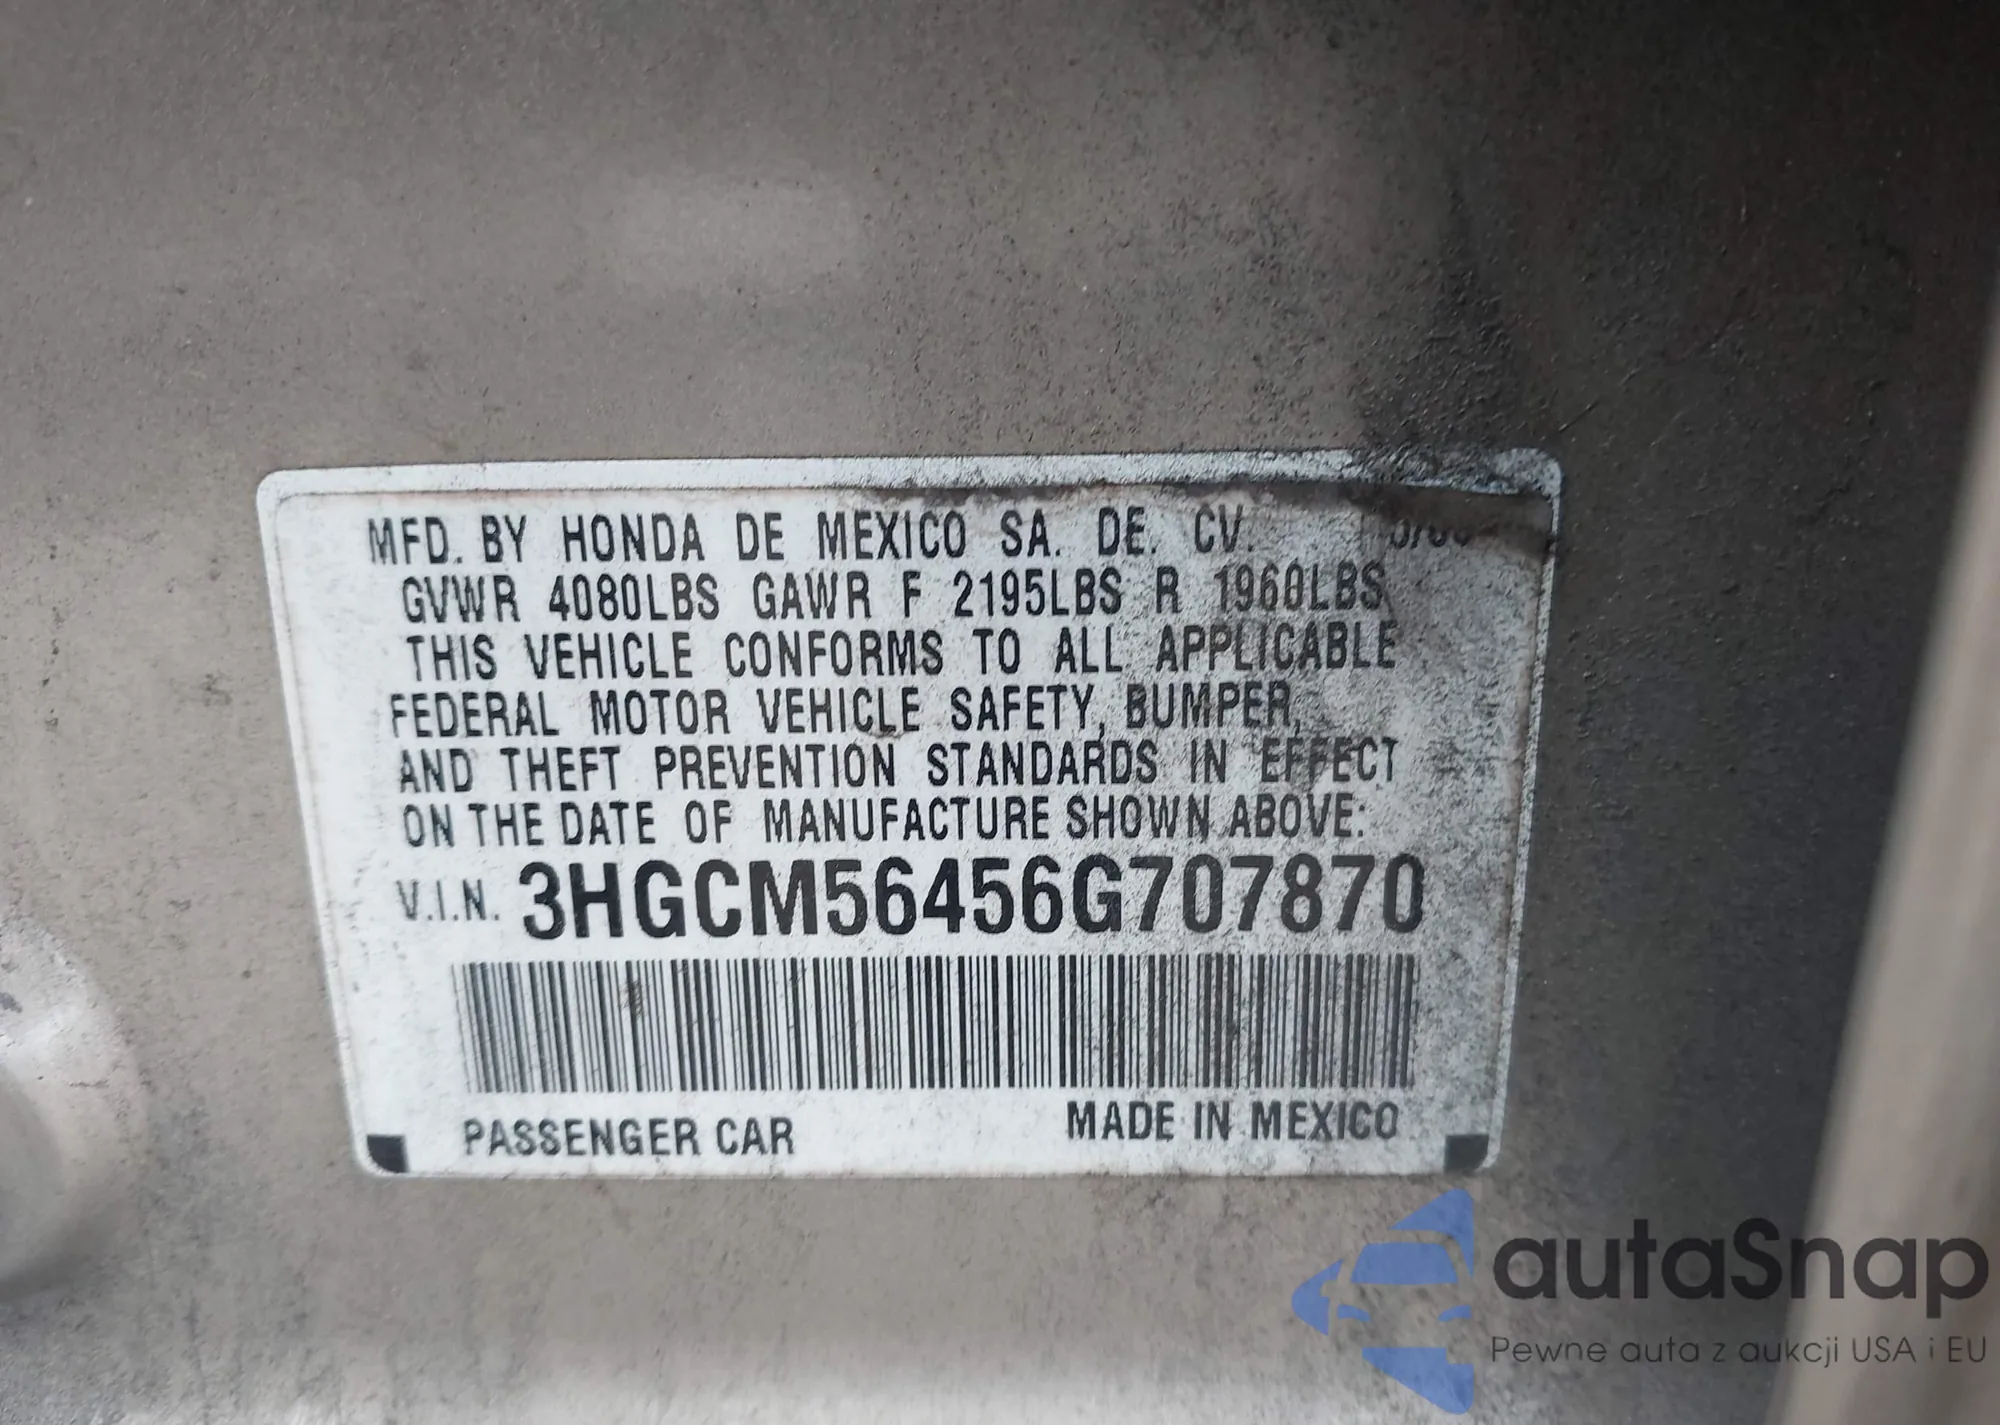 MFD. BY HONDA DE MEXICO SA. DE. CV.
GVWR 4080LBS GAWR F 2195LBS R 1960LBS
THIS VEHICLE CONFORMS TO ALL APPLICABLE
FEDERAL MOTOR VEHICLE SAFETY, BUMPER,
AND THEFT PREVENTION STANDARDS IN EFFECT
ON THE DATE OF MANUFACTURE SHOWN ABOVE:
V.I.N. 3HGCM56456G707870
PASSENGER CAR
MADE IN MEXICO
autaSnap
Pewne auta z aukcji USA i EU